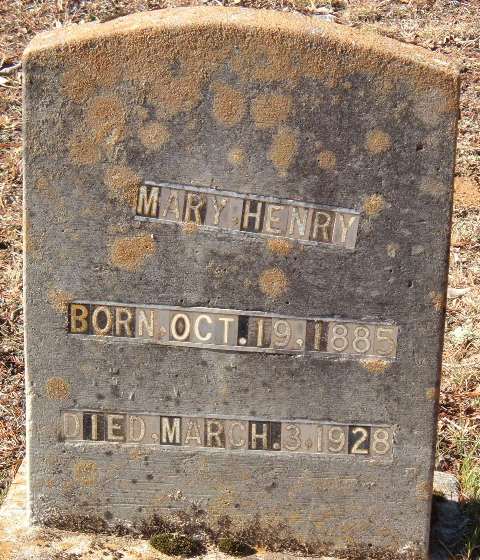 MARY HENRY
BORN.OCT.19.1885
DIED.MARCH.3.1928